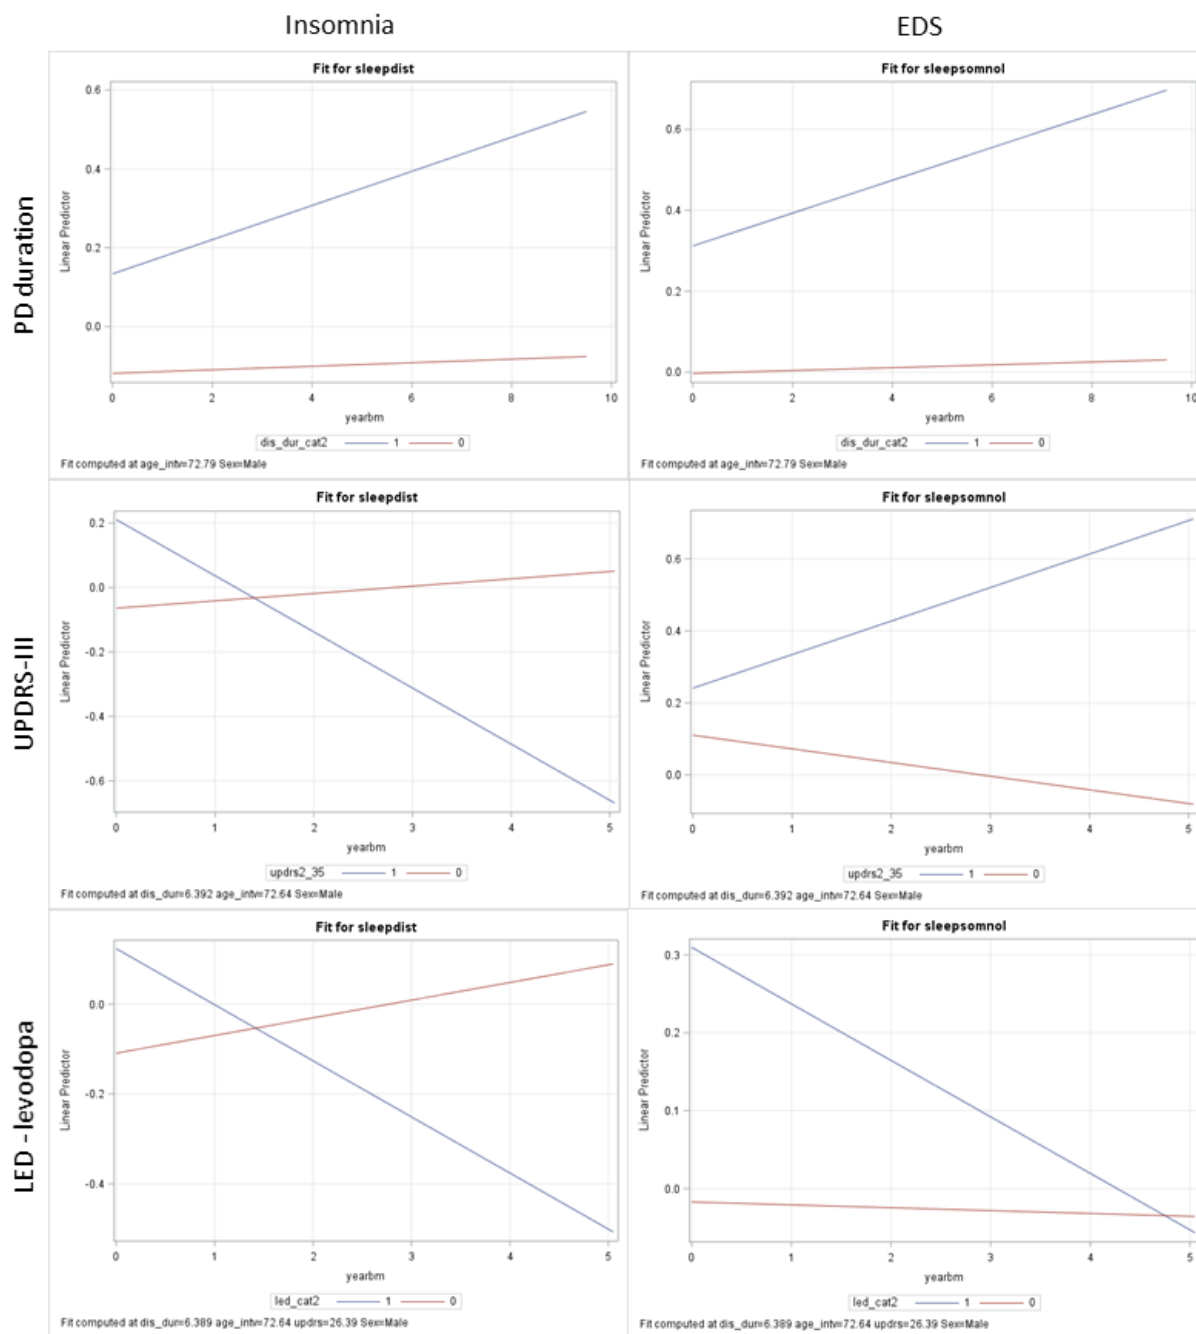 Insomnia
EDS
PD duration
Fit for sleepdist
0.6
0.4
0.2
0.0
Linear Predictor
0 2 4 6 8 10
yearbm
dis_dur_cat2 1 0
Fit computed at age_intv=72.79 Sex=Male
Fit for sleepsomnol
0.6
0.4
0.2
0.0
Linear Predictor
0 2 4 6 8 10
yearbm
dis_dur_cat2 1 0
Fit computed at age_intv=72.79 Sex=Male
UPDRS-III
Fit for sleepdist
0.2
0.0
-0.2
-0.4
-0.6
Linear Predictor
0 1 2 3 4 5
yearbm
updrs2_35 1 0
Fit computed at dis_dur=6.392 age_intv=72.64 Sex=Male
Fit for sleepsomnol
0.6
0.4
0.2
0.0
Linear Predictor
0 1 2 3 4 5
yearbm
updrs2_35 1 0
Fit computed at dis_dur=6.392 age_intv=72.64 Sex=Male
LED - levodopa
Fit for sleepdist
0.0
-0.2
-0.4
Linear Predictor
0 1 2 3 4 5
yearbm
led_cat2 1 0
Fit computed at dis_dur=6.389 age_intv=72.64 updrs=26.39 Sex=Male
Fit for sleepsomnol
0.3
0.2
0.1
0.0
Linear Predictor
0 1 2 3 4 5
yearbm
led_cat2 1 0
Fit computed at dis_dur=6.389 age_intv=72.64 updrs=26.39 Sex=Male